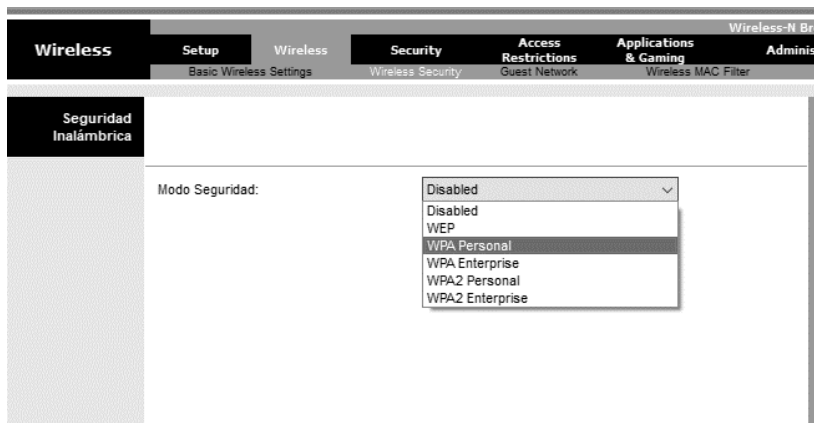 Wireless-N Br
Wireless
Setup Wireless Security Access Restrictions Applications & Gaming Adminis
Basic Wireless Settings Wireless Security Guest Network Wireless MAC Filter
Seguridad
Inalámbrica
Modo Seguridad: Disabled
Disabled
WEP
WPA Personal
WPA Enterprise
WPA2 Personal
WPA2 Enterprise